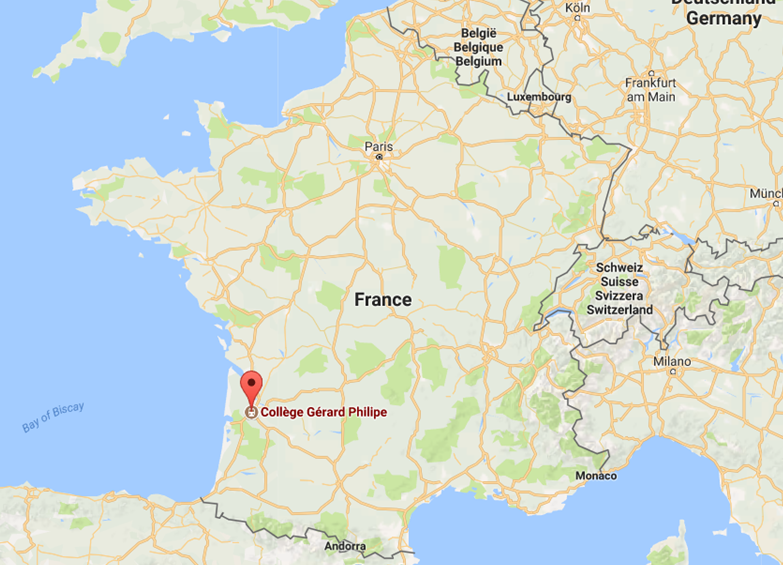 Deutschland
Germany
Köln
België
Belgique
Belgium
Frankfurt
am Main
Luxembourg
Paris
Münc
Schweiz
Suisse
Svizzera
Switzerland
France
Milano
Collège Gérard Philipe
Bay of Biscay
Monaco
Andorra